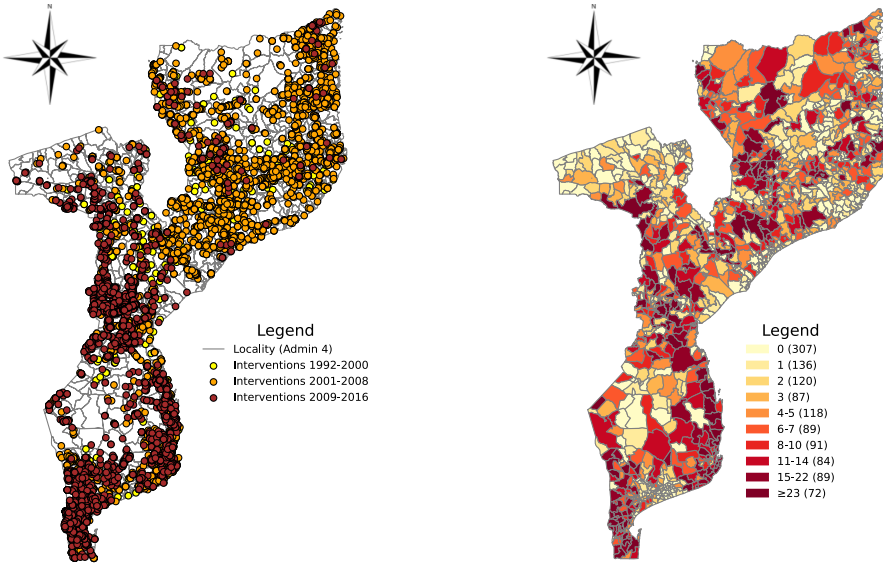 N
N
Legend
Locality (Admin 4)
Interventions 1992-2000
Interventions 2001-2008
Interventions 2009-2016
Legend
0 (307)
1 (136)
2 (120)
3 (87)
4-5 (118)
6-7 (89)
8-10 (91)
11-14 (84)
15-22 (89)
≥23 (72)